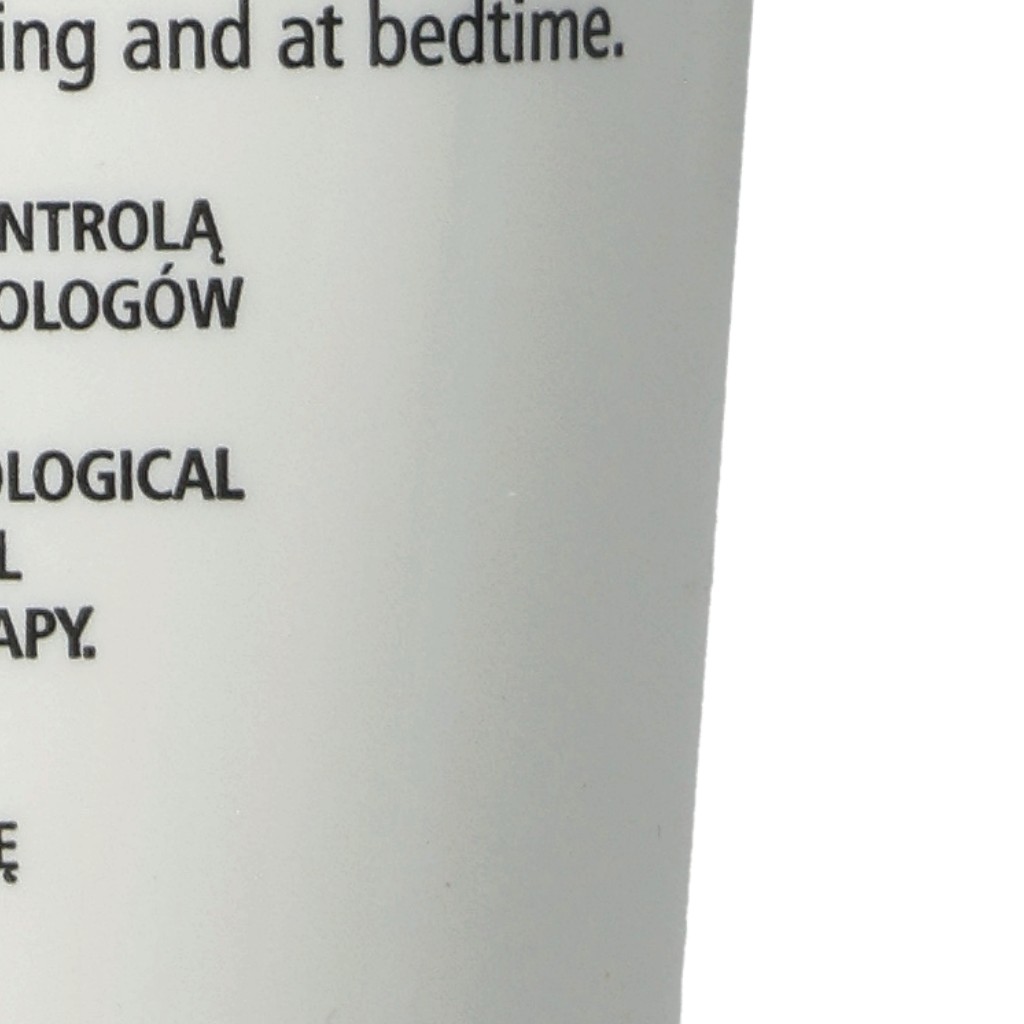 ing and at bedtime.
NTROLĄ
OLOGÓW
OLOGICAL
L
APY.
Ę